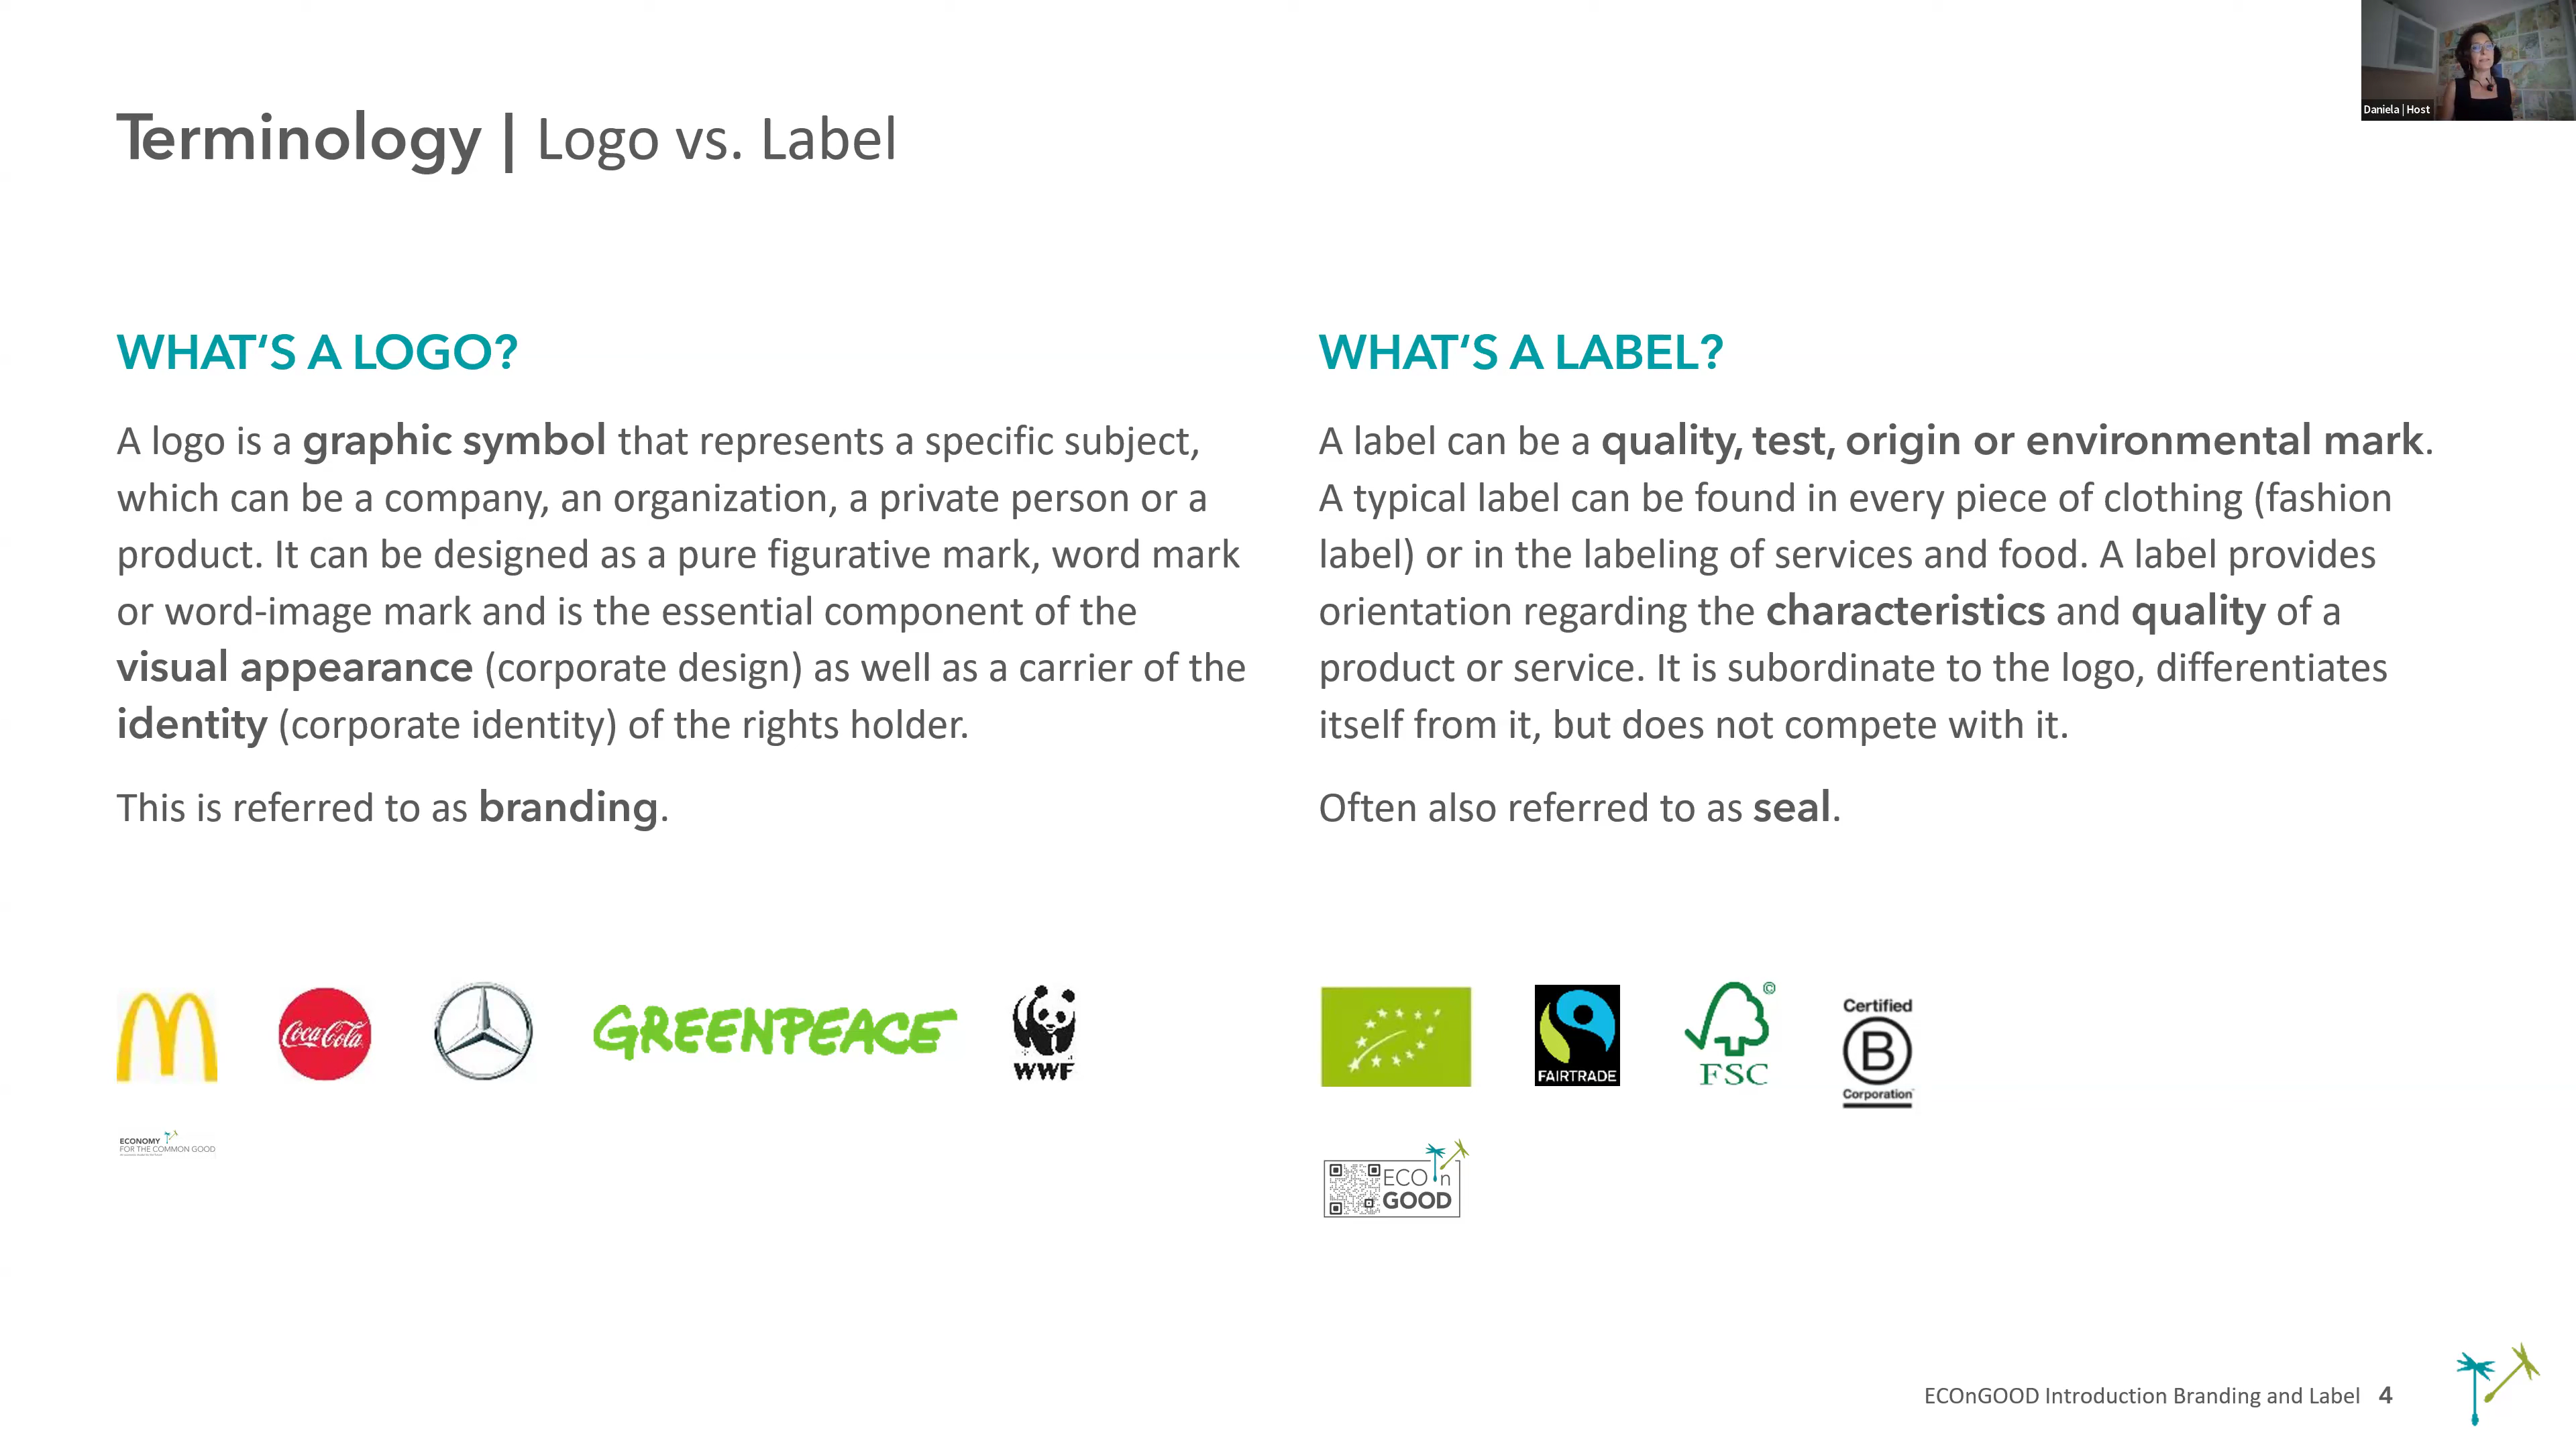 Daniela | Host
Terminology | Logo vs. Label
WHAT‘S A LOGO?
A logo is a graphic symbol that represents a specific subject,
which can be a company, an organization, a private person or a
product. It can be designed as a pure figurative mark, word mark
or word-image mark and is the essential component of the
visual appearance (corporate design) as well as a carrier of the
identity (corporate identity) of the rights holder.
This is referred to as branding.
Coca-Cola
GREENPEACE
WWF
ECONOMY
FOR THE COMMON GOOD
WHAT‘S A LABEL?
A label can be a quality, test, origin or environmental mark.
A typical label can be found in every piece of clothing (fashion
label) or in the labeling of services and food. A label provides
orientation regarding the characteristics and quality of a
product or service. It is subordinate to the logo, differentiates
itself from it, but does not compete with it.
Often also referred to as seal.
FAIRTRADE
©
FSC
Certified
B
Corporation
ECOn
GOOD
ECOnGOOD Introduction Branding and Label 4